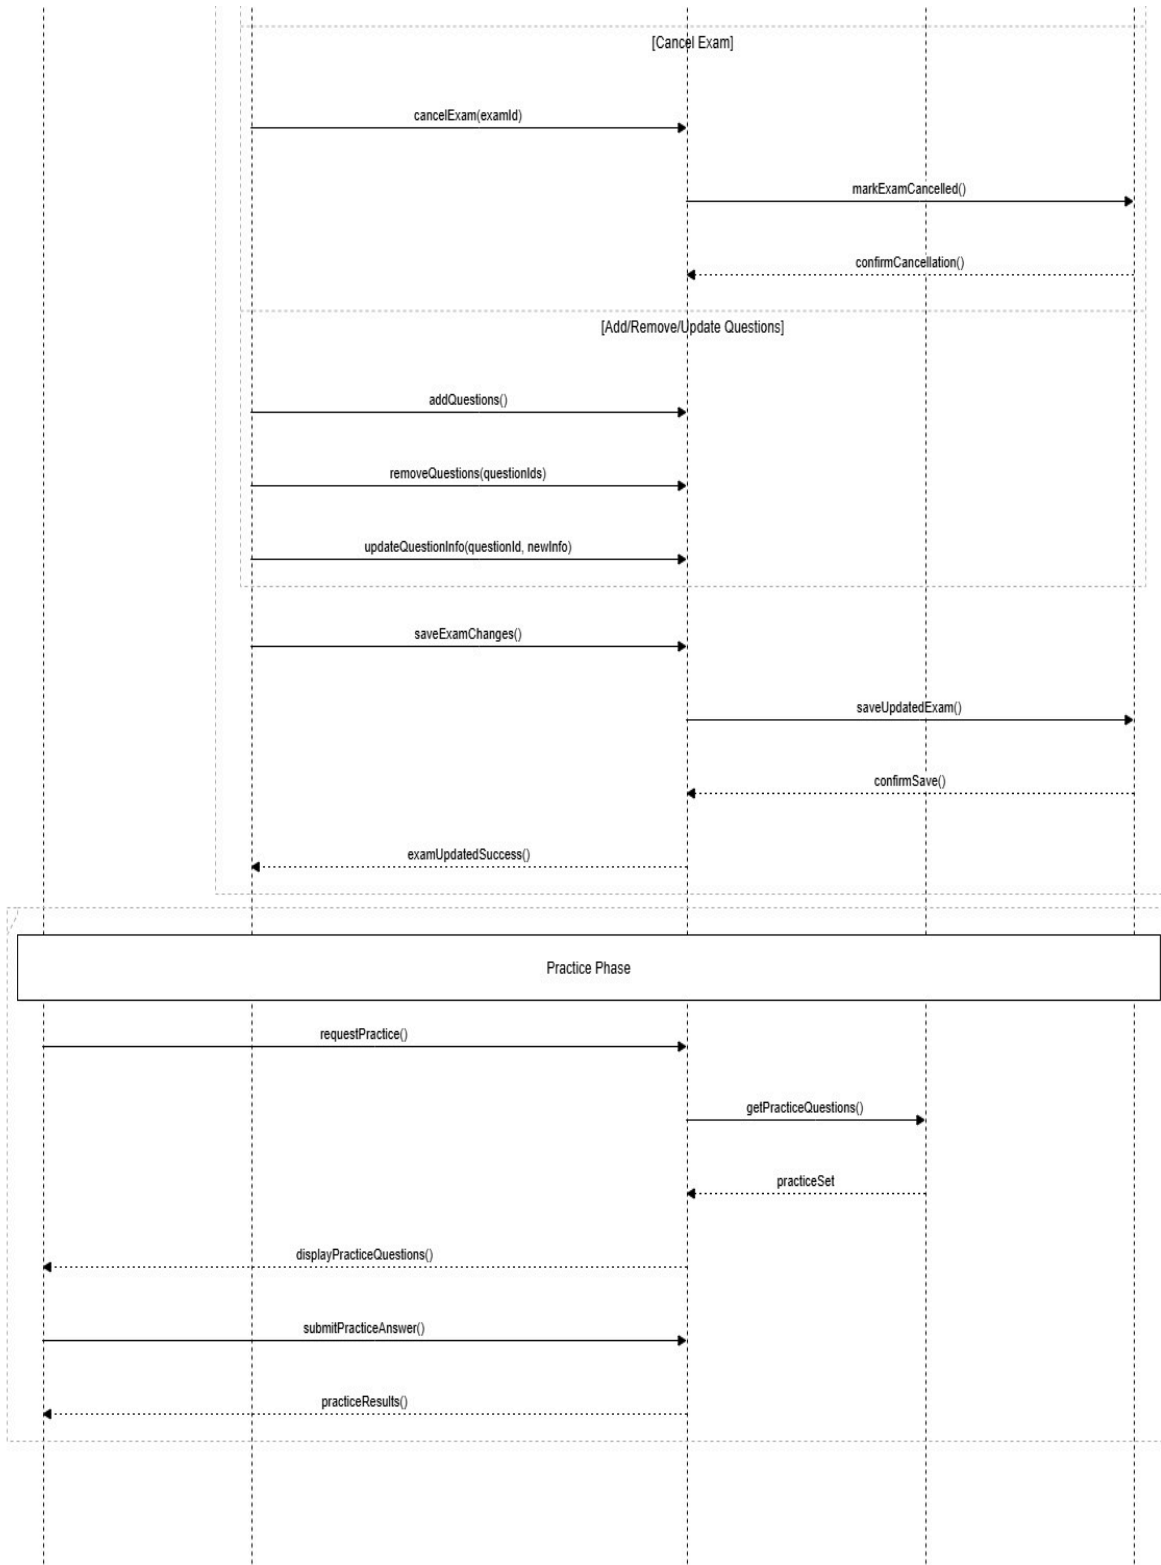 [Cancel Exam]
cancelExam(examId)
markExamCancelled()
confirmCancellation()
[Add/Remove/Update Questions]
addQuestions()
removeQuestions(questionIds)
updateQuestionInfo(questionId, newInfo)
saveExamChanges()
saveUpdatedExam()
confirmSave()
examUpdatedSuccess()
Practice Phase
requestPractice()
getPracticeQuestions()
practiceSet
displayPracticeQuestions()
submitPracticeAnswer()
practiceResults()